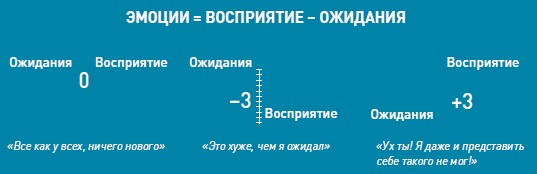 ЭМОЦИИ = ВОСПРИЯТИЕ – ОЖИДАНИЯ
Ожидания Восприятие
0
«Все как у всех, ничего нового»
Ожидания
–3
Восприятие
«Это хуже, чем я ожидал»
Восприятие
+3
Ожидания
«Ух ты! Я даже и представить
себе такого не мог!»